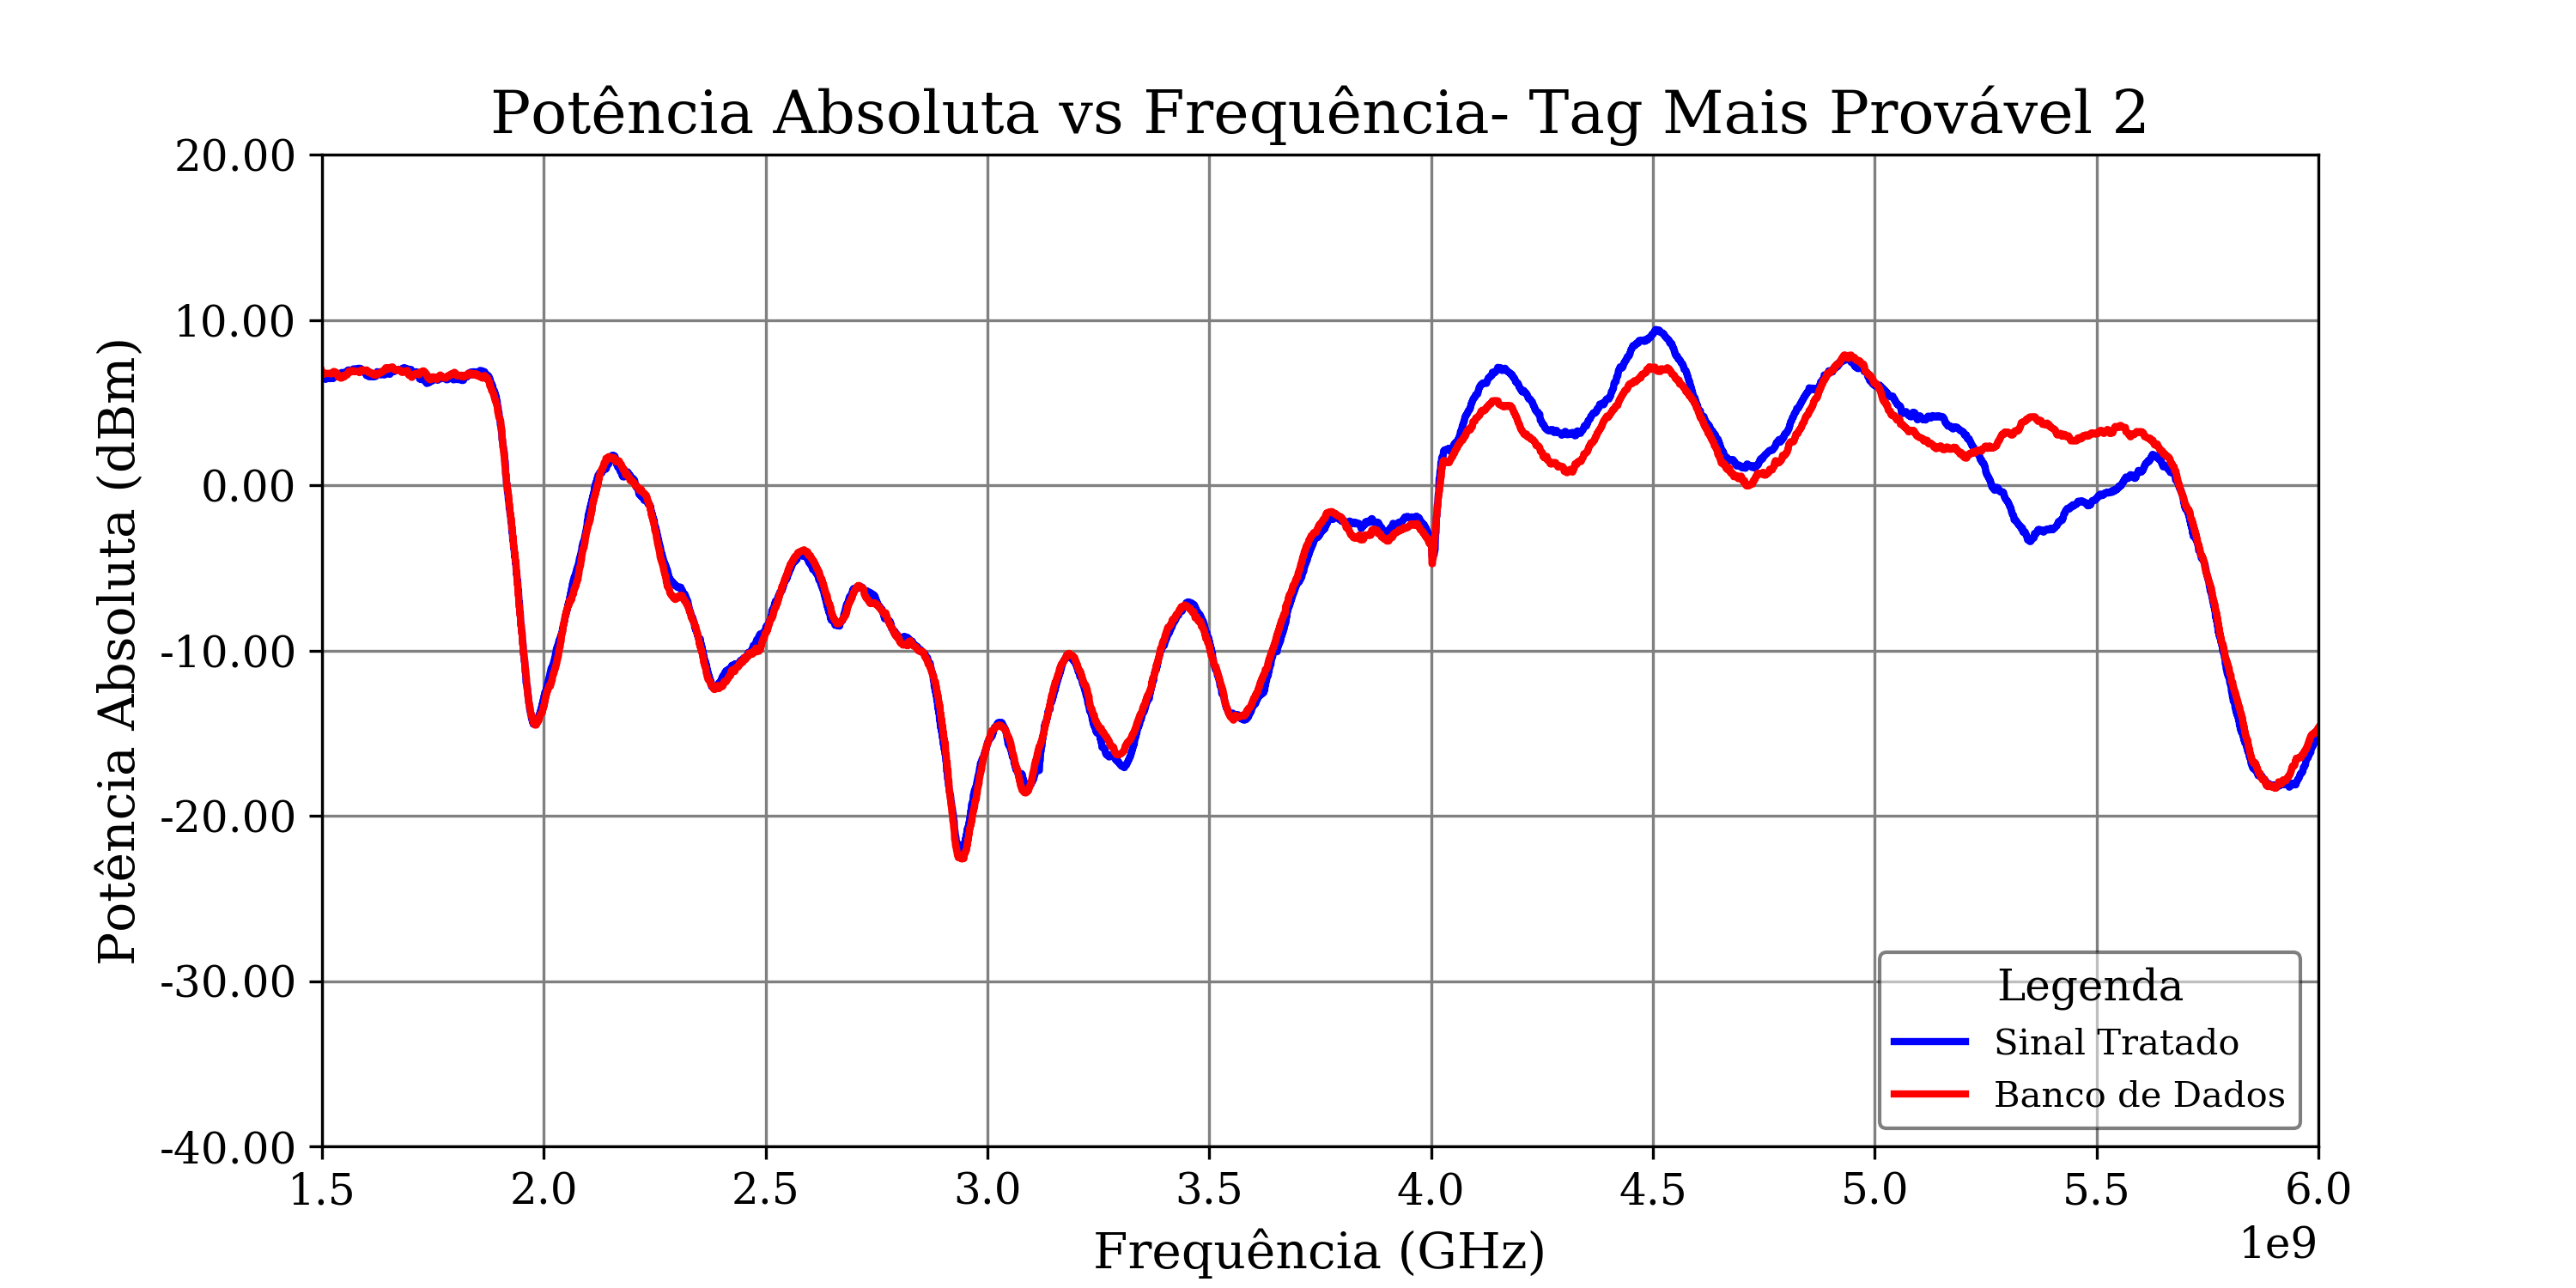 Potência Absoluta vs Frequência- Tag Mais Provável 2
Potência Absoluta (dBm)
20.00
10.00
0.00
-10.00
-20.00
-30.00
-40.00
1.5 2.0 2.5 3.0 3.5 4.0 4.5 5.0 5.5 6.0
1e9
Frequência (GHz)
Legenda
Sinal Tratado
Banco de Dados